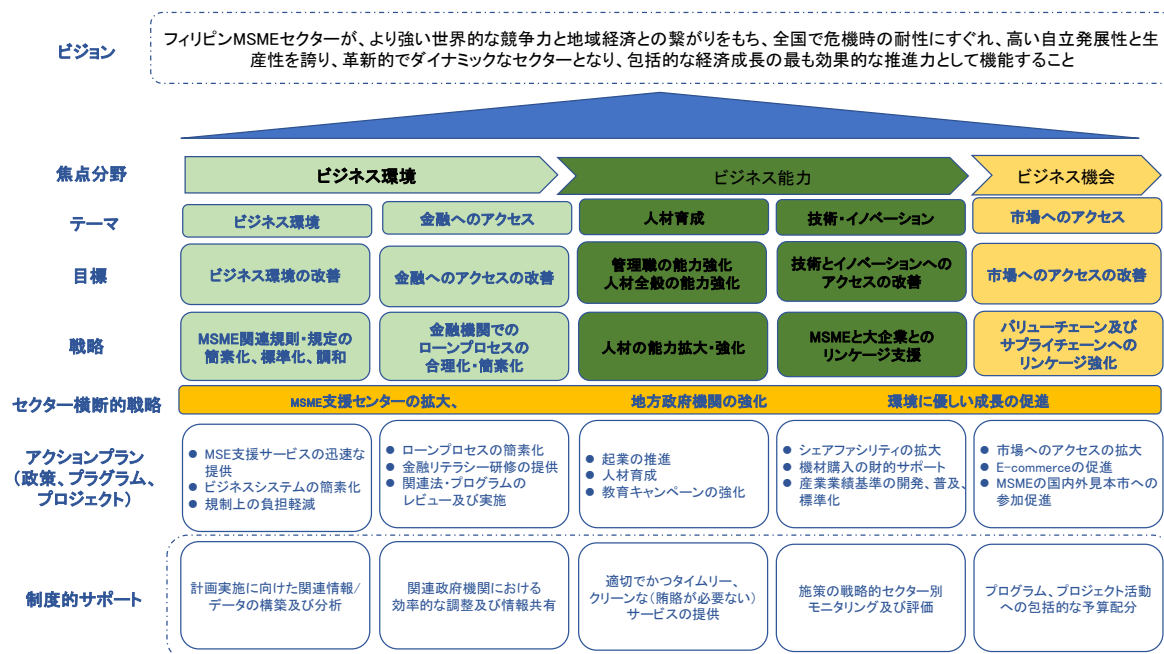 ビジョン
フィリピンMSMEセクターが、より強い世界的な競争力と地域経済との繋がりをもち、全国で危機時の耐性にすぐれ、高い自立発展性と生
産性を誇り、革新的でダイナミックなセクターとなり、包括的な経済成長の最も効果的な推進力として機能すること
焦点分野
ビジネス環境
ビジネス能力
ビジネス機会
テーマ
ビジネス環境
金融へのアクセス
人材育成
技術・イノベーション
市場へのアクセス
目標
ビジネス環境の改善
金融へのアクセスの改善
管理職の能力強化
人材全般の能力強化
技術とイノベーションへの
アクセスの改善
市場へのアクセスの改善
戦略
MSME関連規則・規定の
簡素化、標準化、調和
金融機関での
ローンプロセスの
合理化・簡素化
人材の能力拡大・強化
MSMEと大企業との
リンケージ支援
バリューチェーン及び
サプライチェーンへの
リンケージ強化
セクター横断的戦略
MSME支援センターの拡大、
地方政府機関の強化
環境に優しい成長の促進
アクションプラン
（政策、プラグラム、
プロジェクト）
● MSE支援サービスの迅速な
提供
● ビジネスシステムの簡素化
● 規制上の負担軽減
● ローンプロセスの簡素化
● 金融リテラシー研修の提供
● 関連法・プログラムの
レビュー及び実施
● 起業の推進
● 人材育成
● 教育キャンペーンの強化
● シェアファシリティの拡大
● 機材購入の財的サポート
● 産業業績基準の開発、普及、
標準化
● 市場へのアクセスの拡大
● E-commerceの促進
● MSMEの国内外見本市への
参加促進
制度的サポート
計画実施に向けた関連情報/
データの構築及び分析
関連政府機関における
効率的な調整及び情報共有
適切でかつタイムリー、
クリーンな（賄賂が必要ない）
サービスの提供
施策の戦略的セクター別
モニタリング及び評価
プログラム、プロジェクト活動
への包括的な予算配分